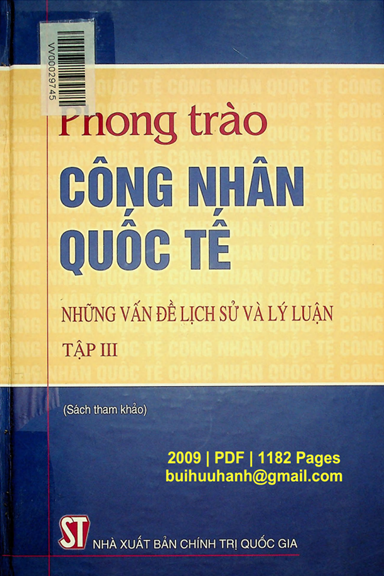 VV00029745
Phong trào
CÔNG NHÂN
QUỐC TẾ
NHỮNG VẤN ĐỀ LỊCH SỬ VÀ LÝ LUẬN
TẬP III
(Sách tham khảo)
2009 | PDF | 1182 Pages
buihuuhanh@gmail.com
ST NHÀ XUẤT BẢN CHÍNH TRỊ QUỐC GIA